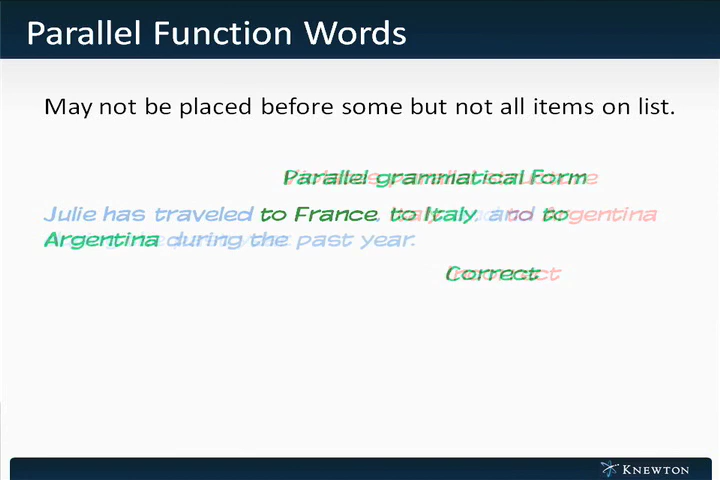 Parallel Function Words
May not be placed before some but not all items on list.
Parallel grammatical Form
Julie has traveled to France, to Italy, and to
Argentina during the past year.
Correct
KNEWTON